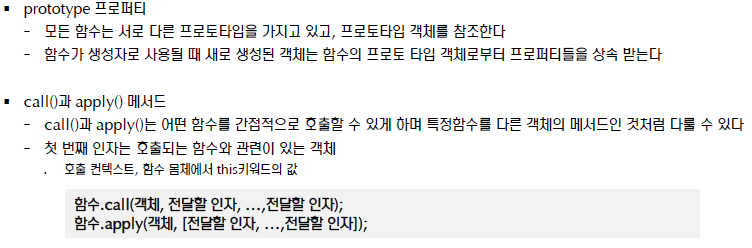 ▪ prototype 프로퍼티
– 모든 함수는 서로 다른 프로토타입을 가지고 있고, 프로토타입 객체를 참조한다
– 함수가 생성자로 사용될 때 새로 생성된 객체는 함수의 프로토 타입 객체로부터 프로퍼티들을 상속 받는다
▪ call()과 apply() 메서드
– call()과 apply()는 어떤 함수를 간접적으로 호출할 수 있게 하며 특정함수를 다른 객체의 메서드인 것처럼 다룰 수 있다
– 첫 번째 인자는 호출되는 함수와 관련이 있는 객체
. 호출 컨텍스트, 함수 몸체에서 this키워드의 값
함수.call(객체, 전달할 인자, …,전달할 인자);
함수.apply(객체, [전달할 인자, …,전달할 인자]);